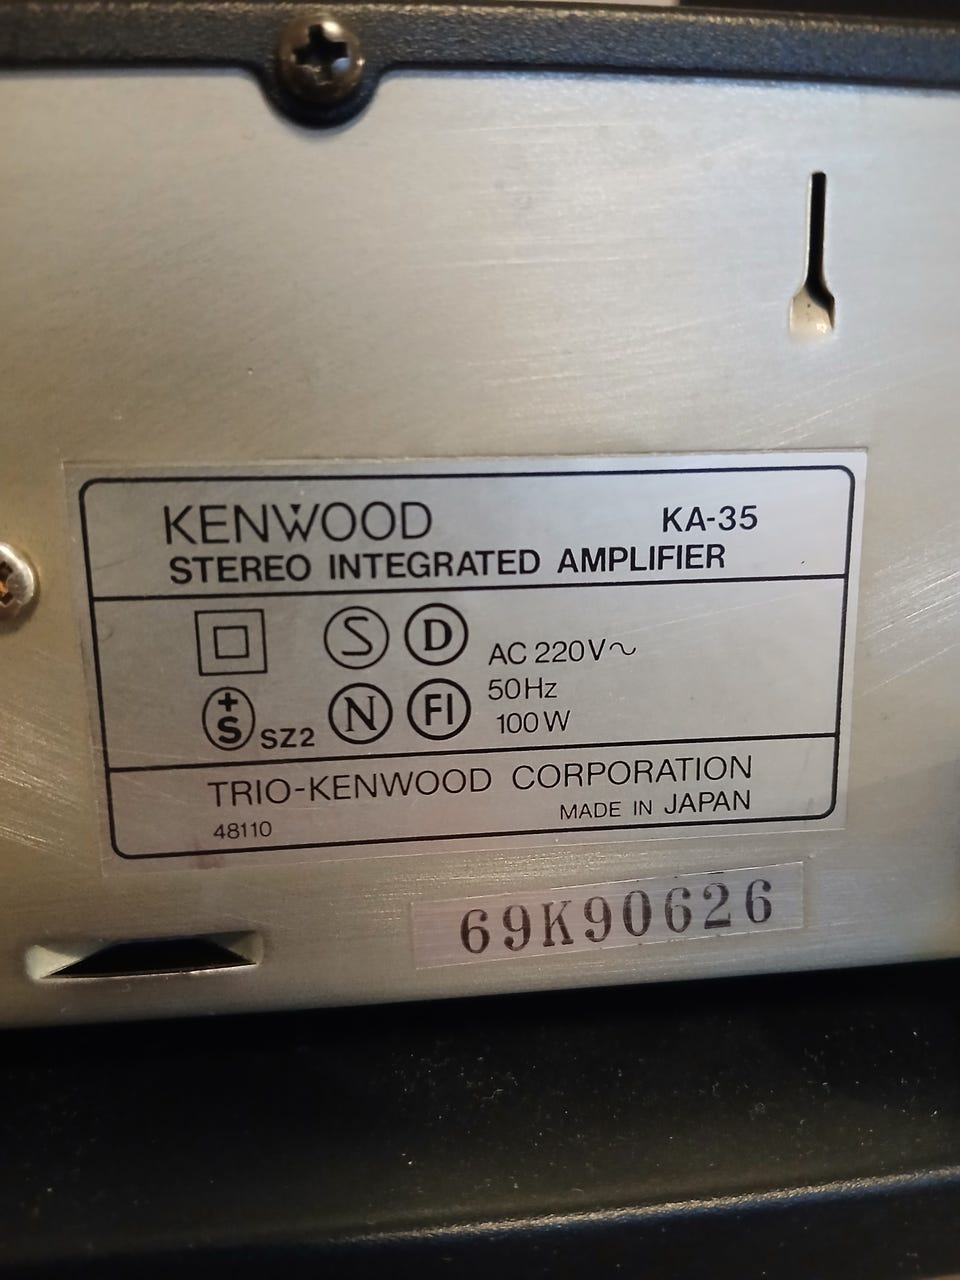 KENWOOD KA-35
STEREO INTEGRATED AMPLIFIER
S D AC 220V~
50Hz
+S SZ2 N FI 100W
TRIO-KENWOOD CORPORATION
48110 MADE IN JAPAN
69K90626